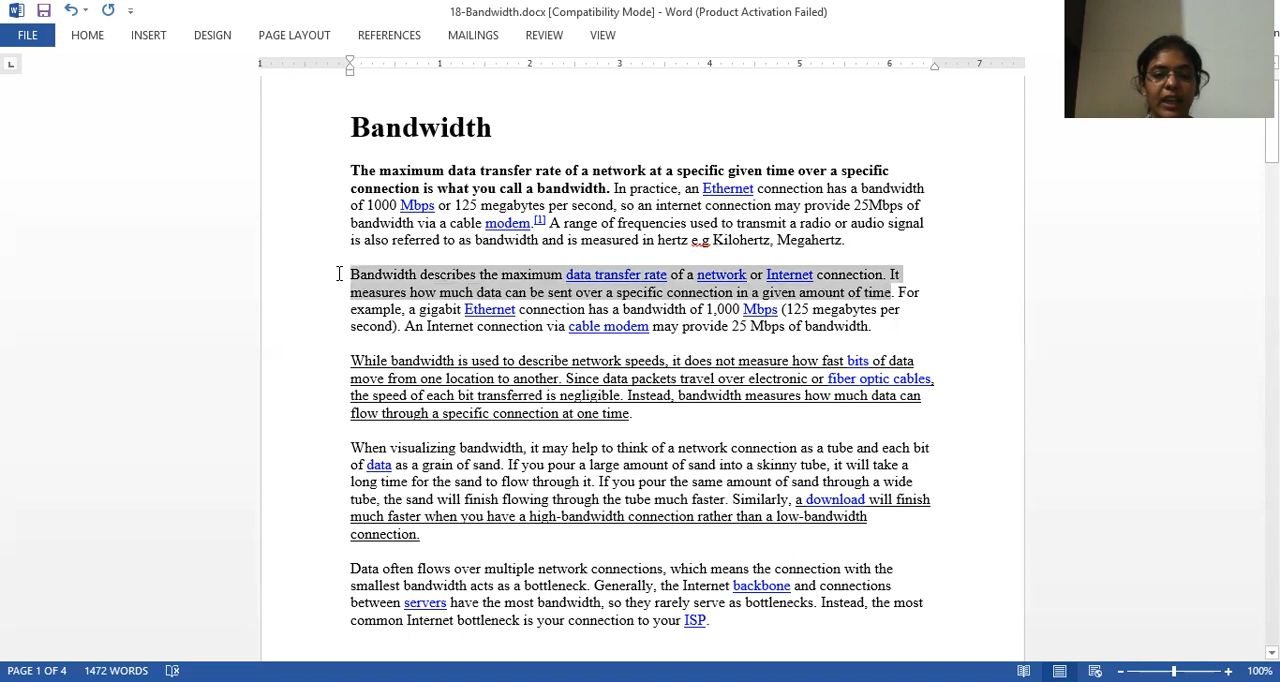 18-Bandwidth.docx [Compatibility Mode] - Word (Product Activation Failed)
FILE HOME INSERT DESIGN PAGE LAYOUT REFERENCES MAILINGS REVIEW VIEW
1 1 2 3 4 5 6 7
Bandwidth
The maximum data transfer rate of a network at a specific given time over a specific
connection is what you call a bandwidth. In practice, an Ethernet connection has a bandwidth
of 1000 Mbps or 125 megabytes per second, so an internet connection may provide 25Mbps of
bandwidth via a cable modem.[1] A range of frequencies used to transmit a radio or audio signal
is also referred to as bandwidth and is measured in hertz e.g Kilohertz, Megahertz.
Bandwidth describes the maximum data transfer rate of a network or Internet connection. It
measures how much data can be sent over a specific connection in a given amount of time. For
example, a gigabit Ethernet connection has a bandwidth of 1,000 Mbps (125 megabytes per
second). An Internet connection via cable modem may provide 25 Mbps of bandwidth.
While bandwidth is used to describe network speeds, it does not measure how fast bits of data
move from one location to another. Since data packets travel over electronic or fiber optic cables,
the speed of each bit transferred is negligible. Instead, bandwidth measures how much data can
flow through a specific connection at one time.
When visualizing bandwidth, it may help to think of a network connection as a tube and each bit
of data as a grain of sand. If you pour a large amount of sand into a skinny tube, it will take a
long time for the sand to flow through it. If you pour the same amount of sand through a wide
tube, the sand will finish flowing through the tube much faster. Similarly, a download will finish
much faster when you have a high-bandwidth connection rather than a low-bandwidth
connection.
Data often flows over multiple network connections, which means the connection with the
smallest bandwidth acts as a bottleneck. Generally, the Internet backbone and connections
between servers have the most bandwidth, so they rarely serve as bottlenecks. Instead, the most
common Internet bottleneck is your connection to your ISP.
PAGE 1 OF 4 1472 WORDS 100%